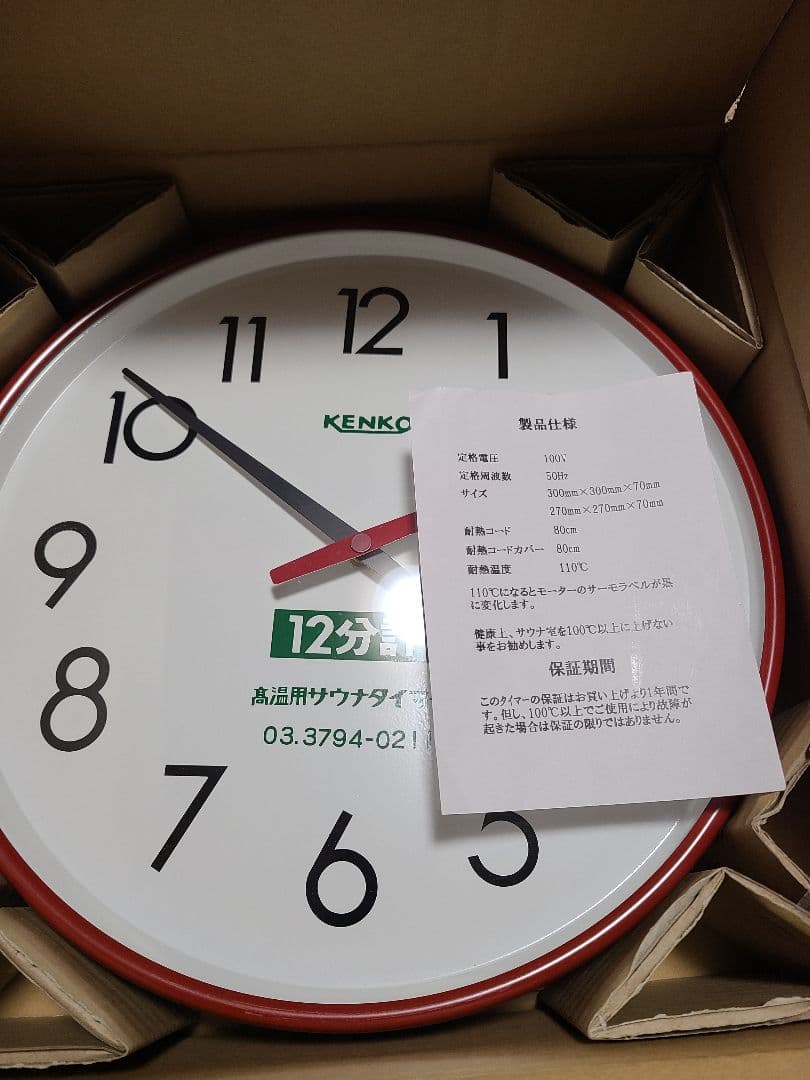 12
11
1
10
KENKO
9
8
12分計
高温用サウナタイマ
03.3794-021
7
6
5
製品仕様
定格電圧 100V
定格周波数 50Hz
サイズ 300mm×300mm×70mm
270mm×270mm×70mm
耐熱コード 80cm
耐熱コードカバー 80cm
耐熱温度 110℃
110℃になるとモーターのサーモラベルが黒
に変化します。
健康上、サウナ室を100℃以上に上げない
事をお勧めします。
保証期間
このタイマーの保証はお買い上げより1年間で
す。但し、100℃以上でご使用により故障が
起きた場合は保証の限りではありません。